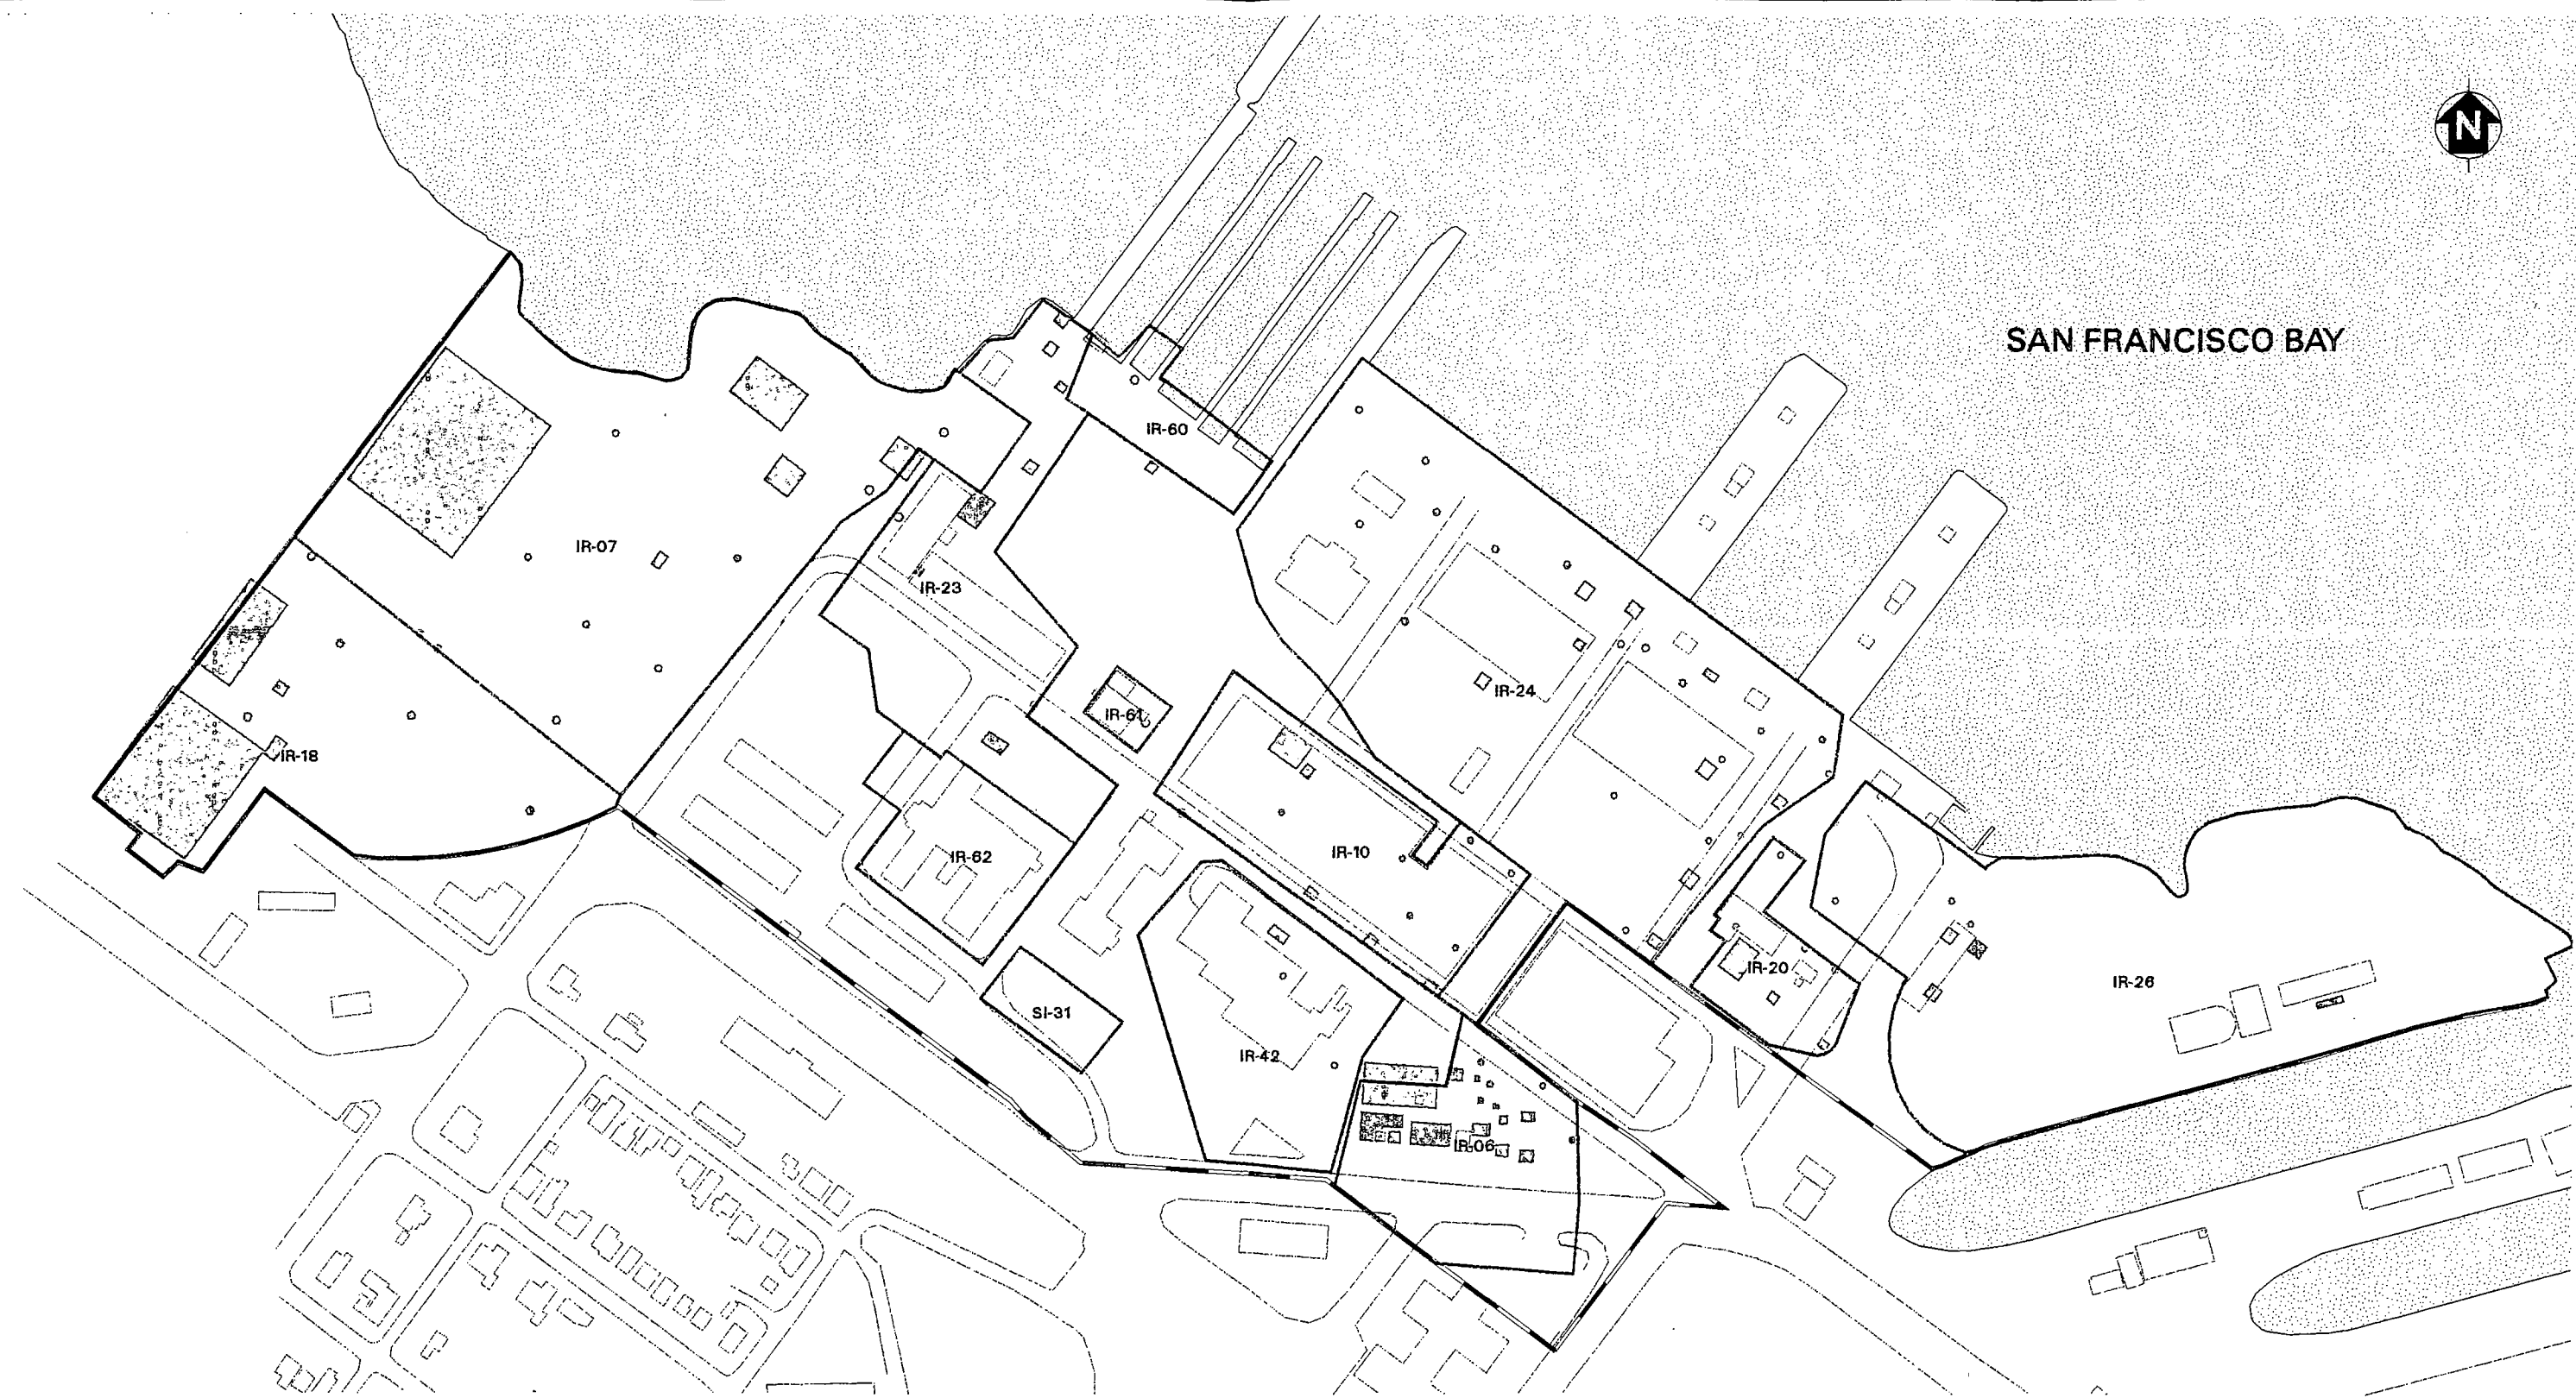 N
SAN FRANCISCO BAY
IR-60
IR-07
IR-23
IR-24
IR-61
IR-18
IR-10
IR-62
IR-20
IR-26
SI-31
IR-42
IR-06